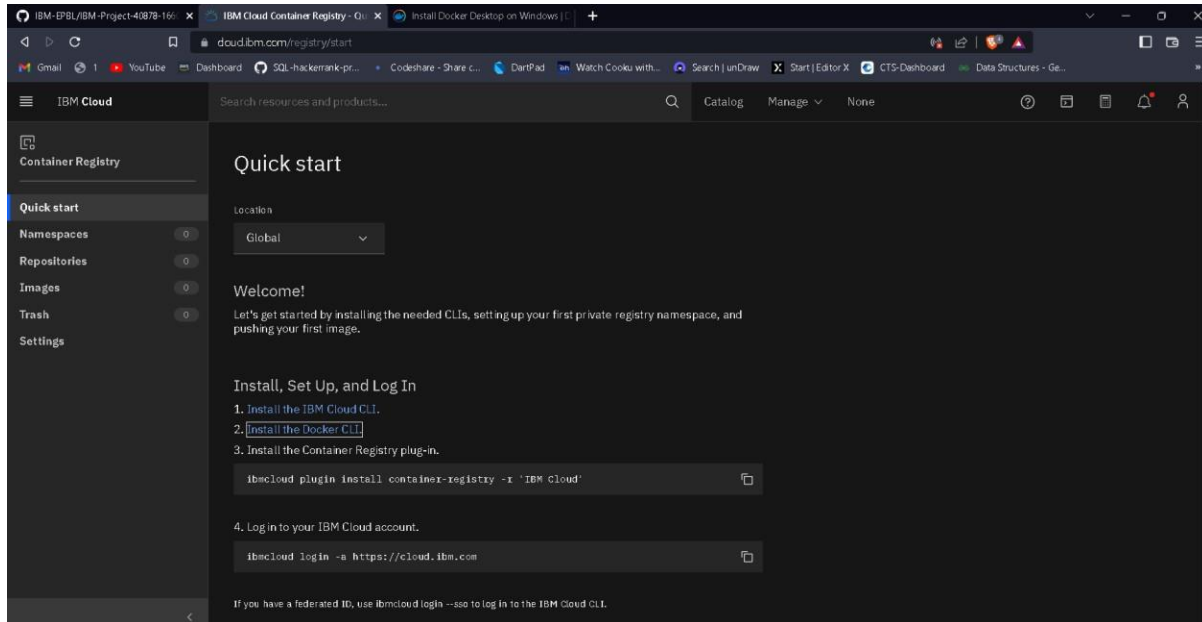 IBM-EPBL/IBM-Project-40878-166
IBM Cloud Container Registry - Qu
Install Docker Desktop on Windows | D
cloud.ibm.com/registry/start
Gmail
1
YouTube
Dashboard
SQL-hackerrank-pr...
Codeshare - Share c...
DartPad
Watch Cooku with...
Search | unDraw
Start | Editor X
CTS-Dashboard
Data Structures - Ge...
IBM Cloud
Search resources and products...
Catalog
Manage
None
Container Registry
Quick start
Namespaces 0
Repositories 0
Images 0
Trash 0
Settings
Quick start
Location
Global
Welcome!
Let's get started by installing the needed CLIs, setting up your first private registry namespace, and
pushing your first image.
Install, Set Up, and Log In
1. Install the IBM Cloud CLI.
2. Install the Docker CLI.
3. Install the Container Registry plug-in.
ibmcloud plugin install container-registry -r 'IBM Cloud'
4. Log in to your IBM Cloud account.
ibmcloud login -a https://cloud.ibm.com
If you have a federated ID, use ibmcloud login --sso to log in to the IBM Cloud CLI.